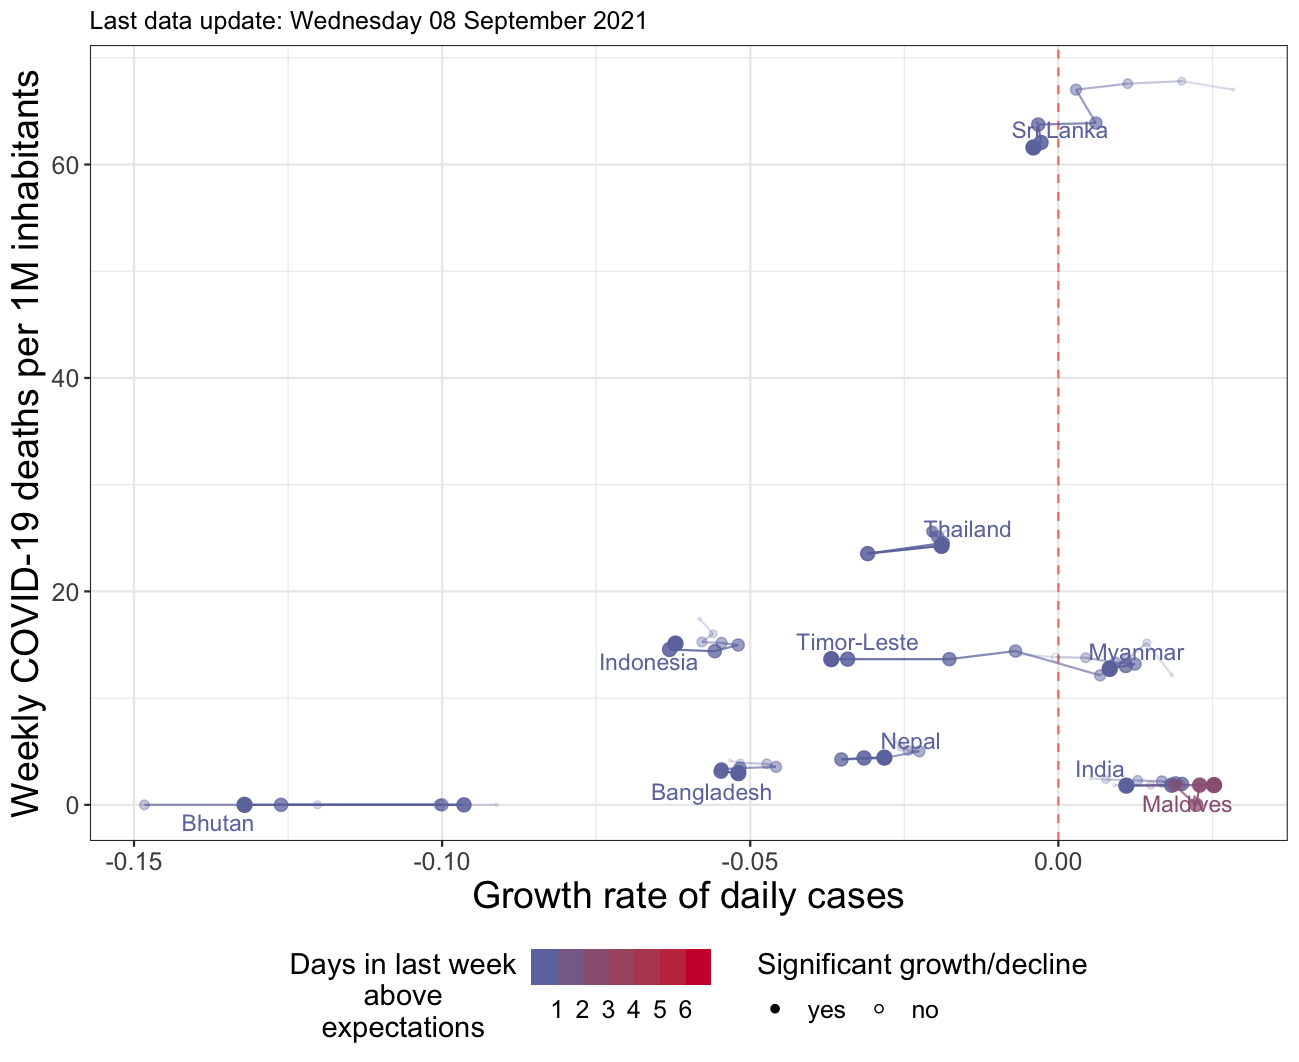 Last data update: Wednesday 08 September 2021
Weekly COVID-19 deaths per 1M inhabitants
60
40
20
0
Sri Lanka
Thailand
Timor-Leste
Myanmar
Indonesia
Nepal
India
Bangladesh
Maldives
Bhutan
-0.15 -0.10 -0.05 0.00
Growth rate of daily cases
Days in last week
above
expectations
1 2 3 4 5 6
Significant growth/decline
yes no